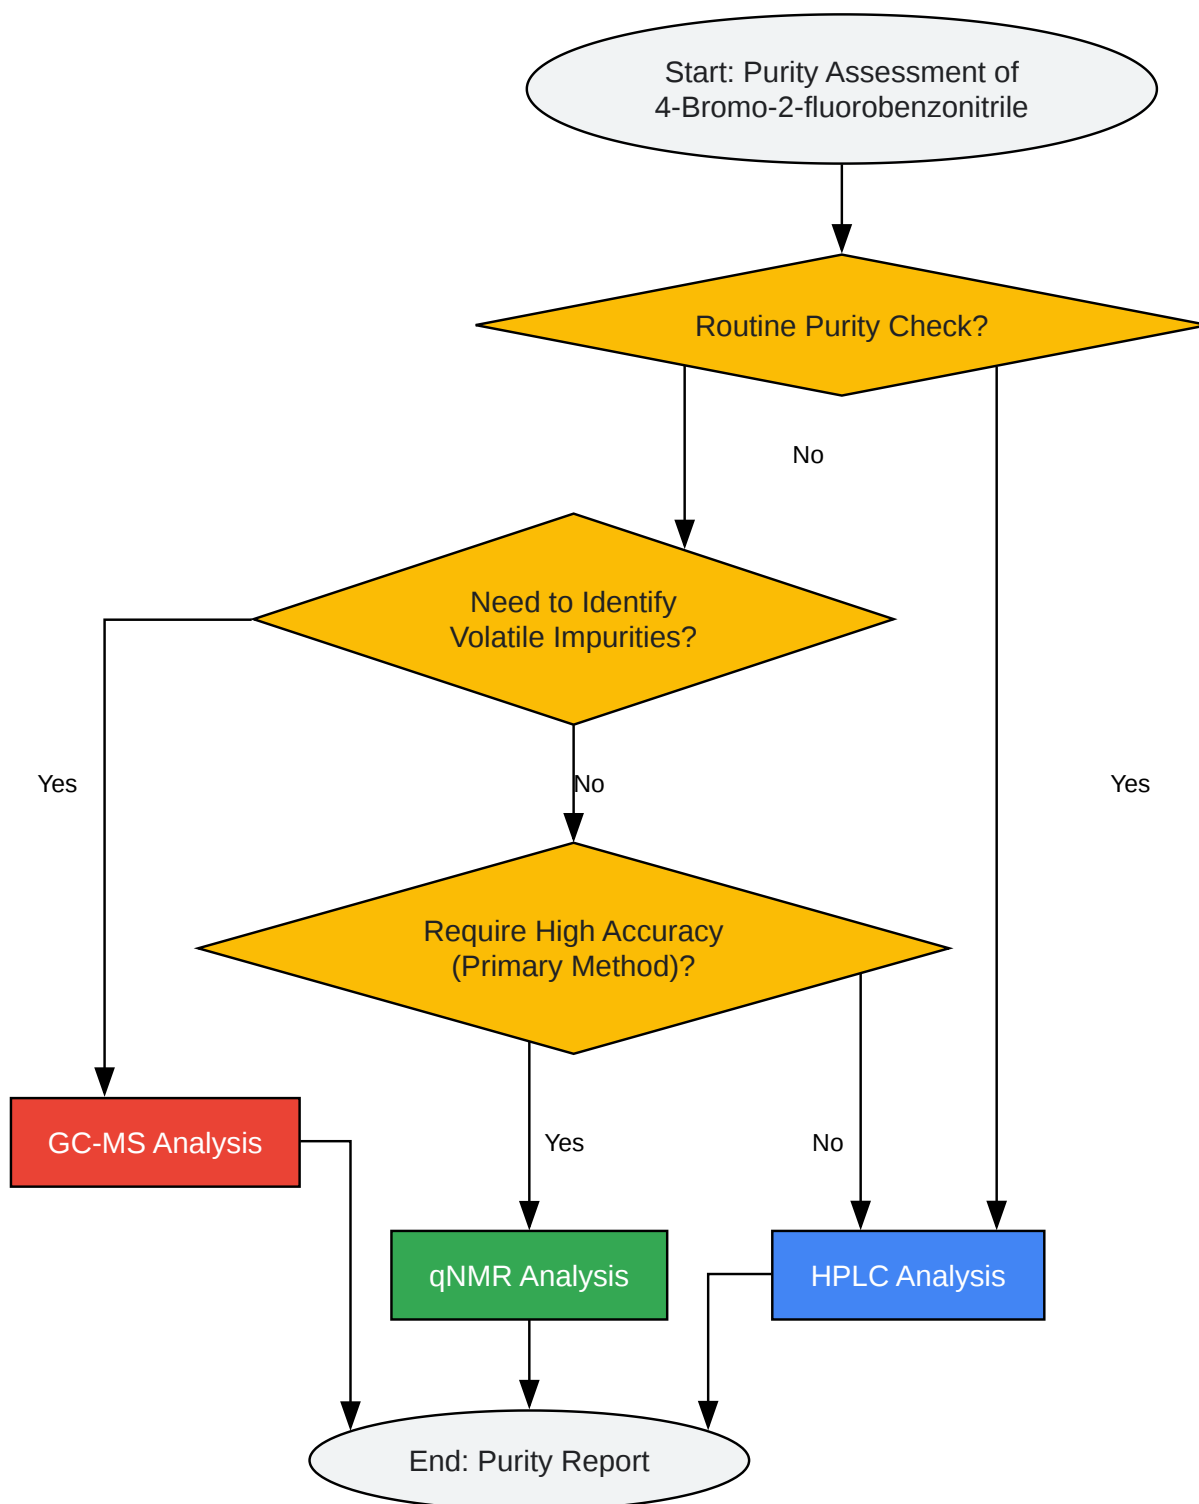 Start: Purity Assessment of
4-Bromo-2-fluorobenzonitrile
Routine Purity Check?
No
Need to Identify
Volatile Impurities?
Yes
No
Yes
Require High Accuracy
(Primary Method)?
GC-MS Analysis
Yes
No
qNMR Analysis
HPLC Analysis
End: Purity Report